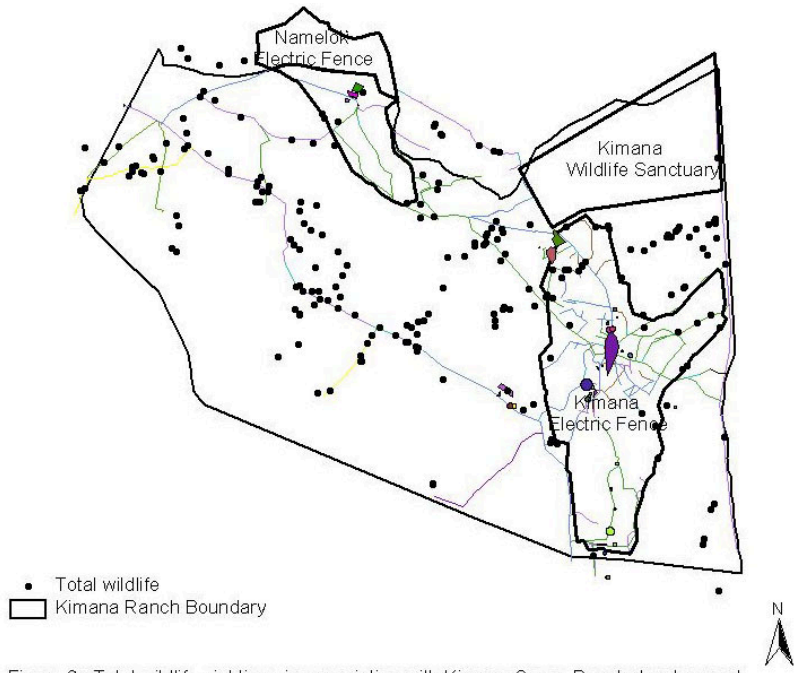 Namelok
Electric Fence
Kimana
Wildlife Sanctuary
Kimana
Electric Fence
Total wildlife
Kimana Ranch Boundary
N